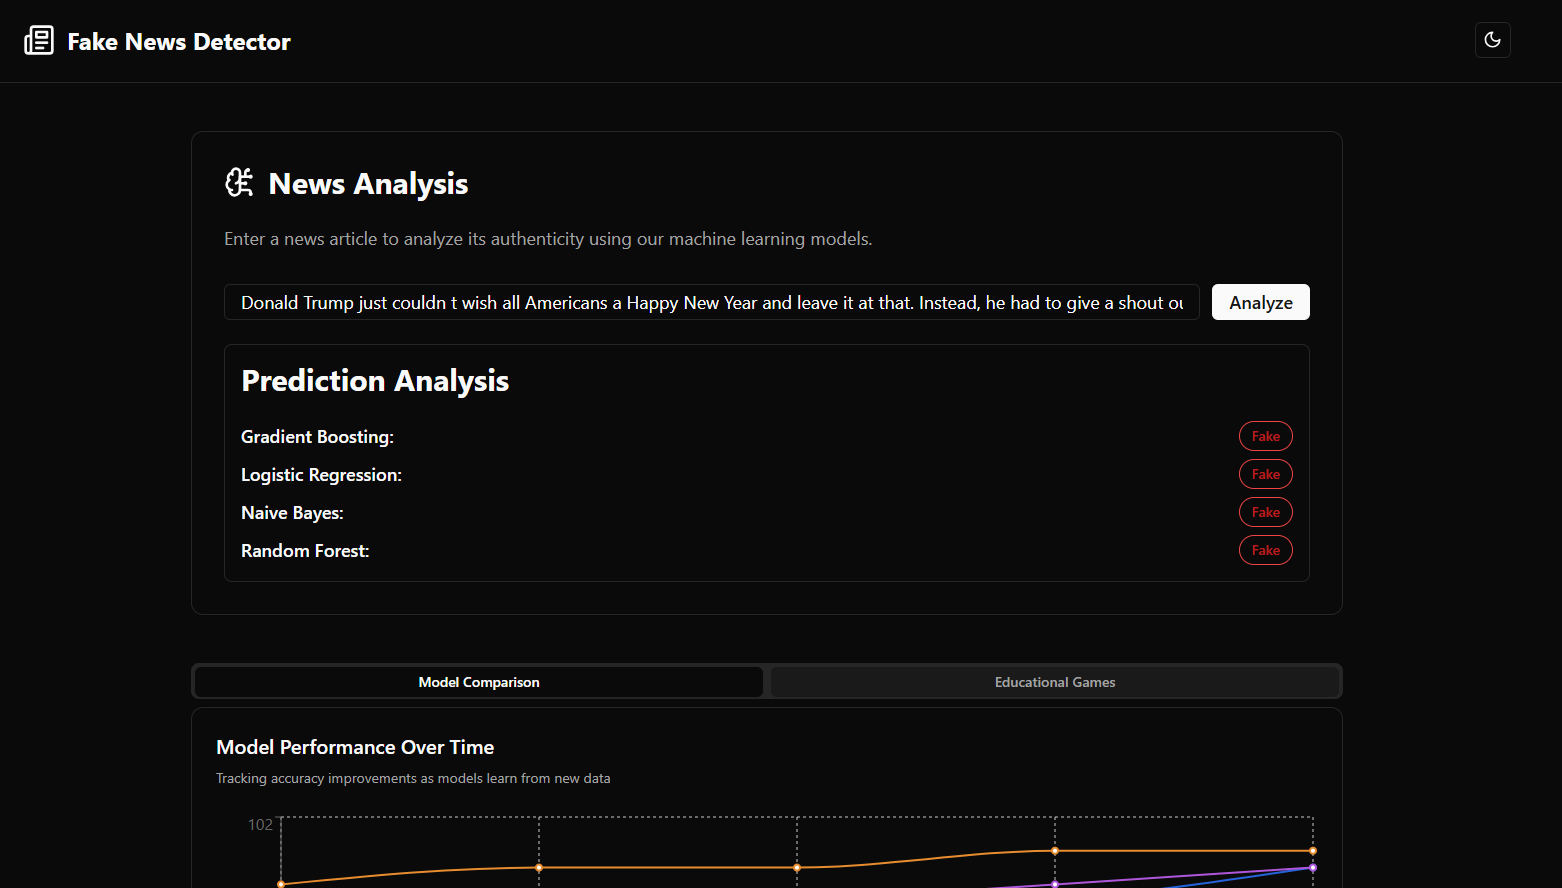 Fake News Detector
News Analysis
Enter a news article to analyze its authenticity using our machine learning models.
Donald Trump just couldn t wish all Americans a Happy New Year and leave it at that. Instead, he had to give a shout ou
Analyze
Prediction Analysis
Gradient Boosting: Fake
Logistic Regression: Fake
Naive Bayes: Fake
Random Forest: Fake
Model Comparison Educational Games
Model Performance Over Time
Tracking accuracy improvements as models learn from new data
102